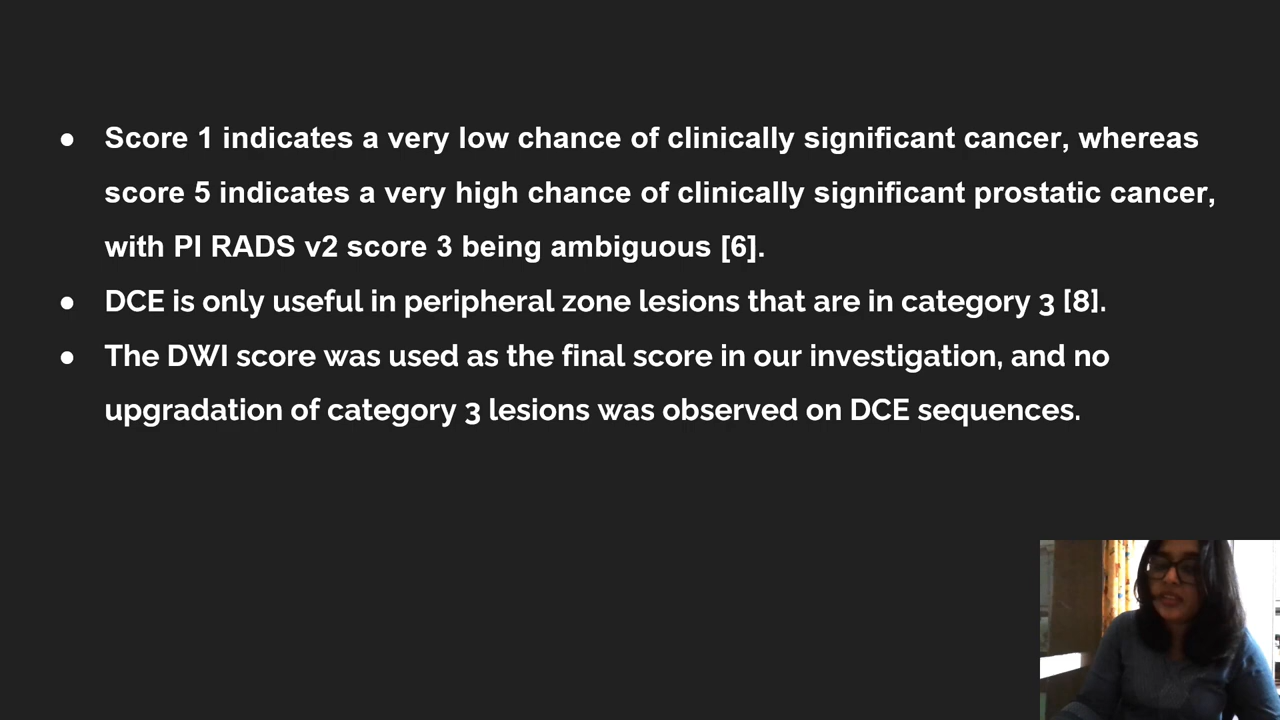 ● Score 1 indicates a very low chance of clinically significant cancer, whereas
score 5 indicates a very high chance of clinically significant prostatic cancer,
with PI RADS v2 score 3 being ambiguous [6].
● DCE is only useful in peripheral zone lesions that are in category 3 [8].
● The DWI score was used as the final score in our investigation, and no
upgradation of category 3 lesions was observed on DCE sequences.